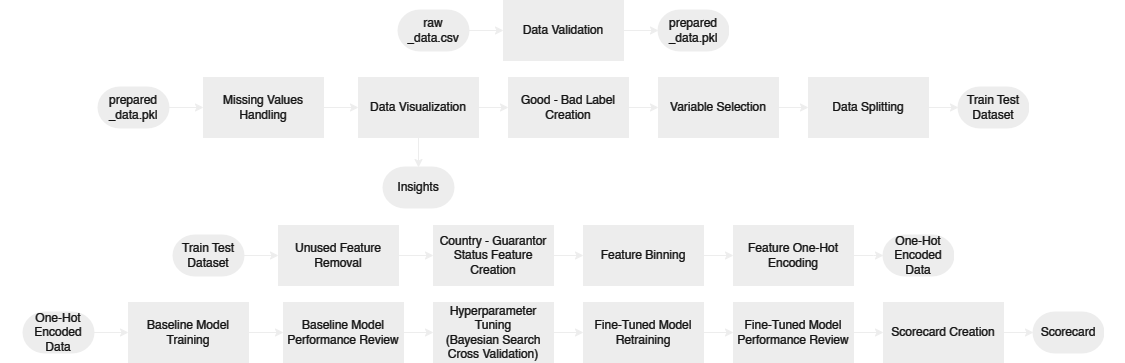 raw
_data.csv
Data Validation
prepared
_data.pkl
prepared
_data.pkl
Missing Values
Handling
Data Visualization
Good - Bad Label
Creation
Variable Selection
Data Splitting
Train Test
Dataset
Insights
Train Test
Dataset
Unused Feature
Removal
Country - Guarantor
Status Feature
Creation
Feature Binning
Feature One-Hot
Encoding
One-Hot
Encoded
Data
One-Hot
Encoded
Data
Baseline Model
Training
Baseline Model
Performance Review
Hyperparameter
Tuning
(Bayesian Search
Cross Validation)
Fine-Tuned Model
Retraining
Fine-Tuned Model
Performance Review
Scorecard Creation
Scorecard